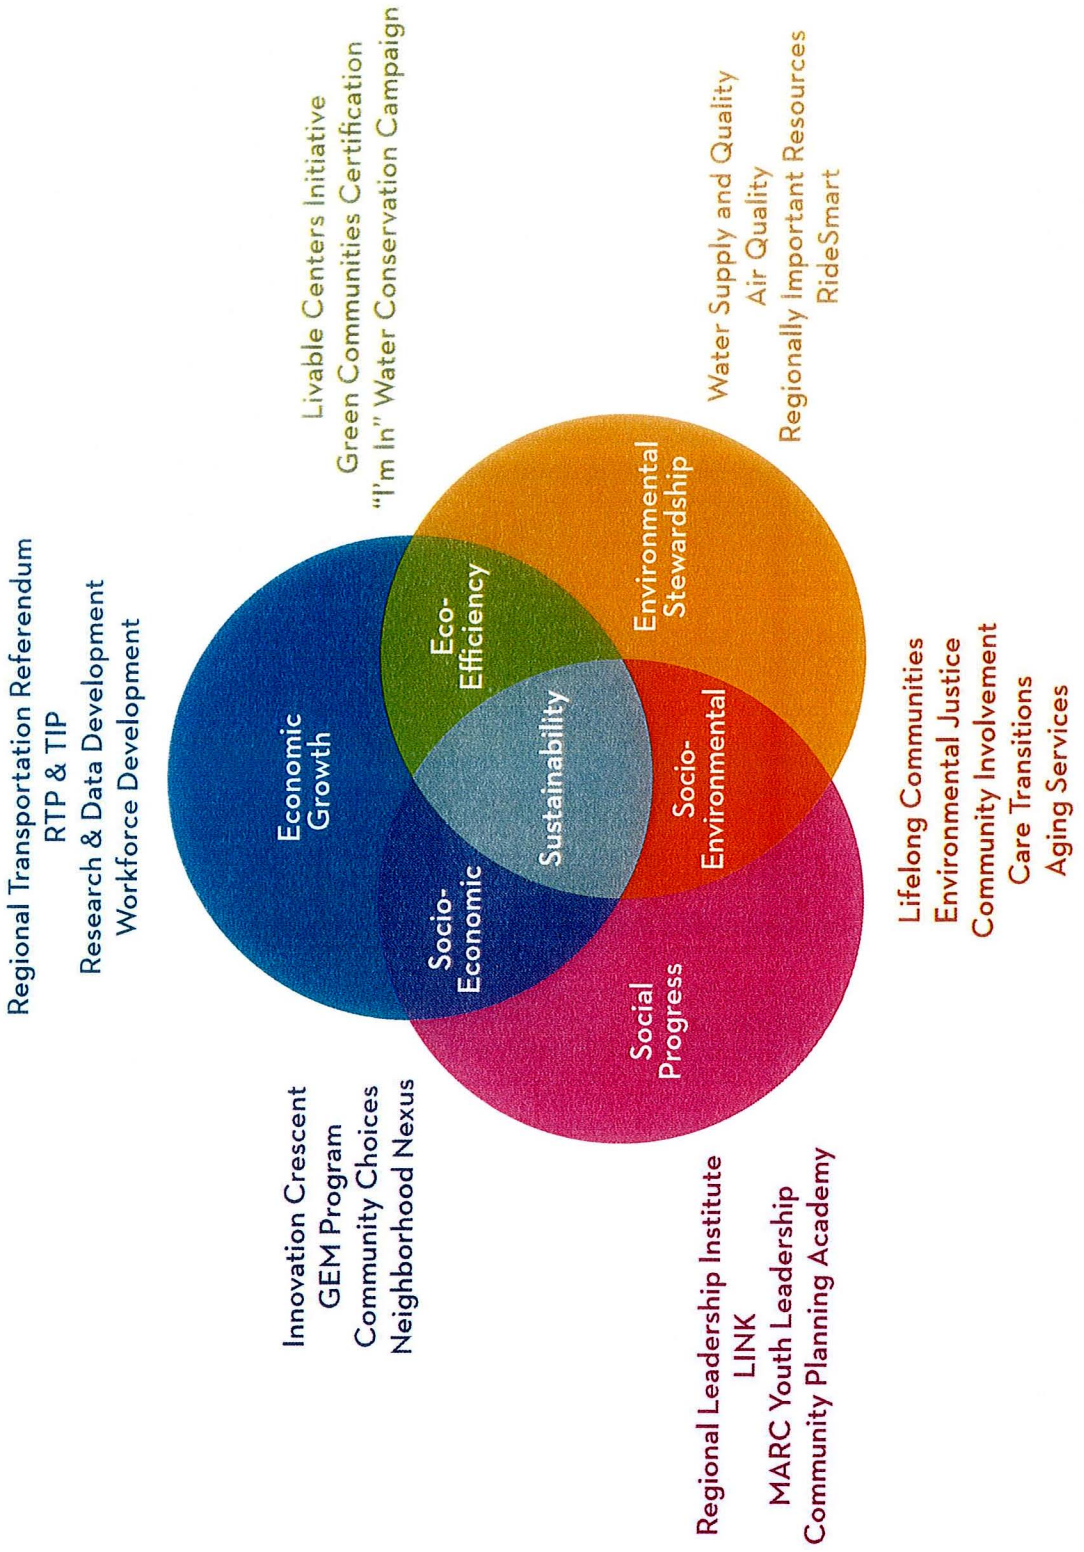 Regional Transportation Referendum
RTP & TIP
Research & Data Development
Workforce Development
Innovation Crescent
GEM Program
Community Choices
Neighborhood Nexus
Livable Centers Initiative
Green Communities Certification
“I'm In” Water Conservation Campaign
Economic
Growth
Socio-
Economic
Eco-
Efficiency
Sustainability
Social
Progress
Socio-
Environmental
Environmental
Stewardship
Regional Leadership Institute
LINK
MARC Youth Leadership
Community Planning Academy
Water Supply and Quality
Air Quality
Regionally Important Resources
RideSmart
Lifelong Communities
Environmental Justice
Community Involvement
Care Transitions
Aging Services